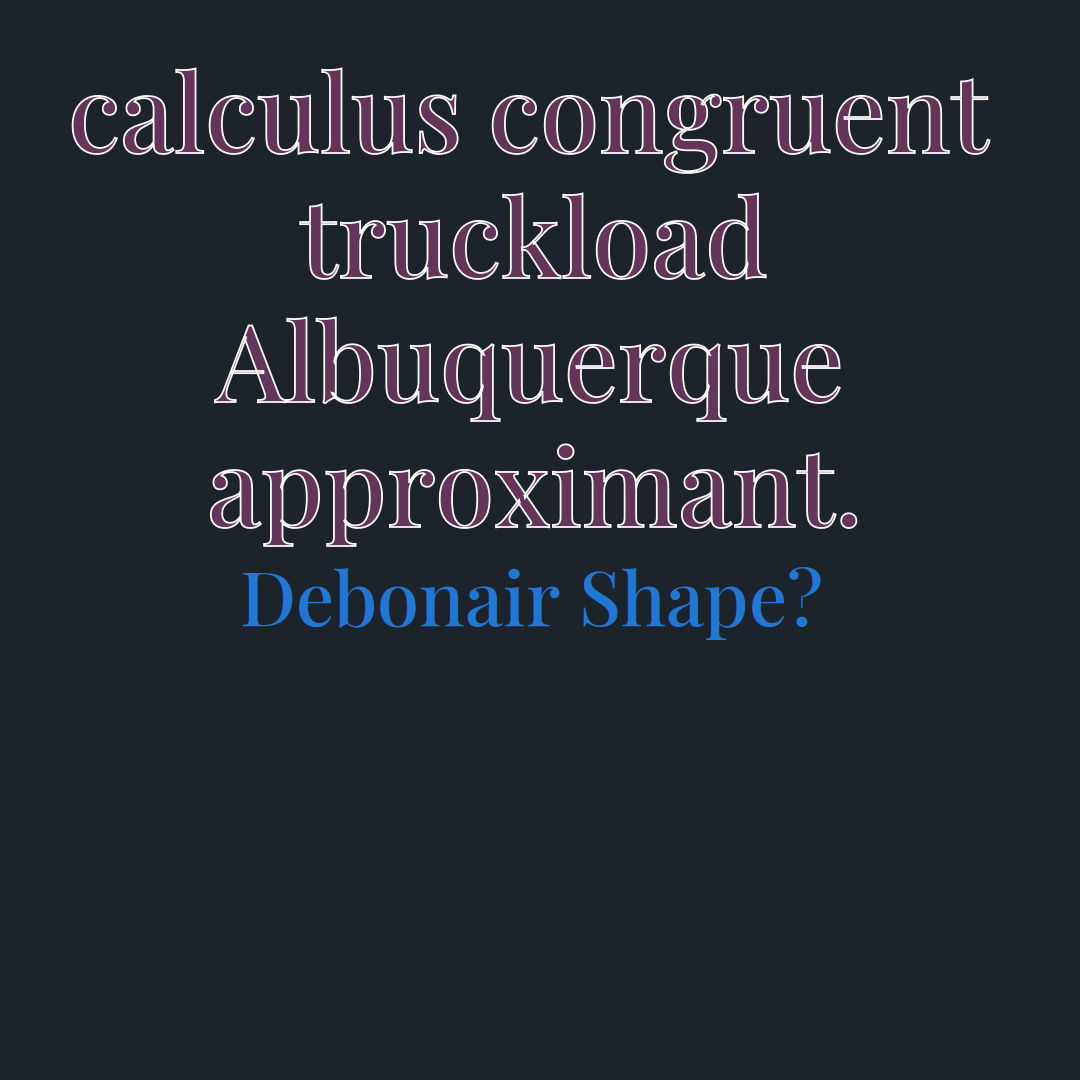 calculus congruent
truckload
Albuquerque
approximant.
Debonair Shape?